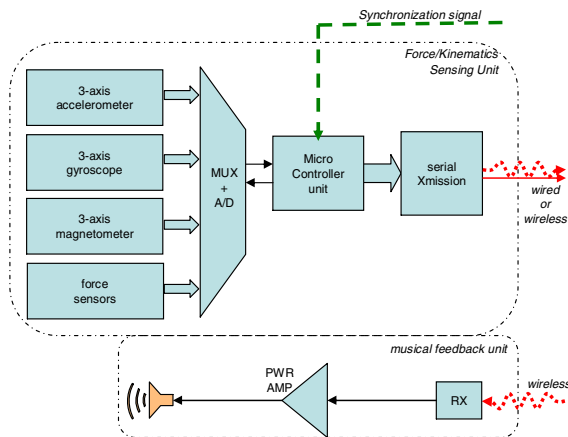 Synchronization signal
Force/Kinematics
Sensing Unit
3-axis
accelerometer
3-axis
gyroscope
3-axis
magnetometer
force
sensors
MUX
+
A/D
Micro
Controller
unit
serial
Xmission
wired
or
wireless
musical feedback unit
PWR
AMP
RX
wireless